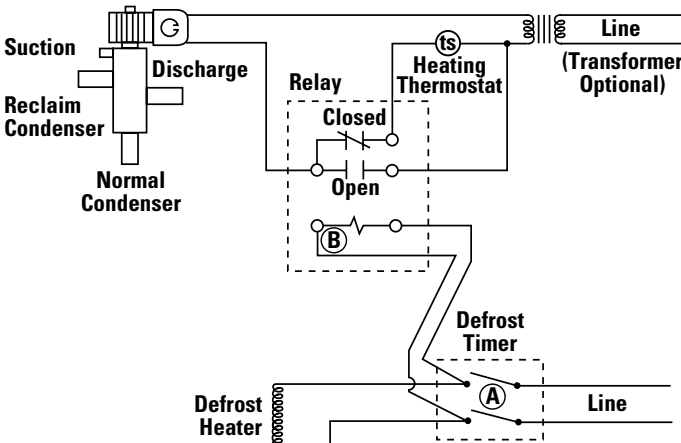 Suction
Discharge
Reclaim
Condenser
Normal
Condenser
Relay
Closed
Open
B
ts
Heating
Thermostat
Line
(Transformer
Optional)
Defrost
Timer
A
Line
Defrost
Heater